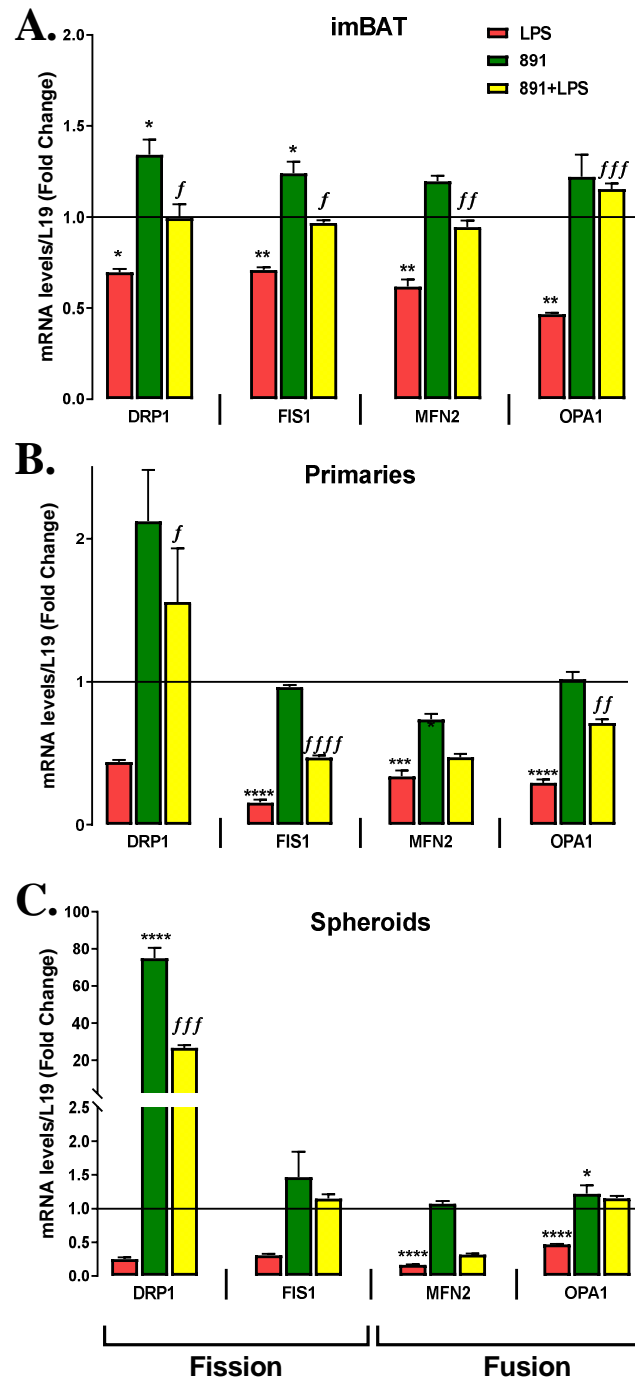 A.
imBAT
LPS
891
891+LPS
mRNA levels/L19 (Fold Change)
2.0
1.5
1.0
0.5
0.0
* * ** * ** ** fff
* f f ff
DRP1 FIS1 MFN2 OPA1
B.
Primaries
mRNA levels/L19 (Fold Change)
2
1
0
f
**** ffff *** * **** ff
DRP1 FIS1 MFN2 OPA1
C.
Spheroids
mRNA levels/L19 (Fold Change)
100
80
60
40
20
2.5
2.0
1.5
1.0
0.5
0.0
**** fff
**** **** *
DRP1 FIS1 MFN2 OPA1
Fission Fusion